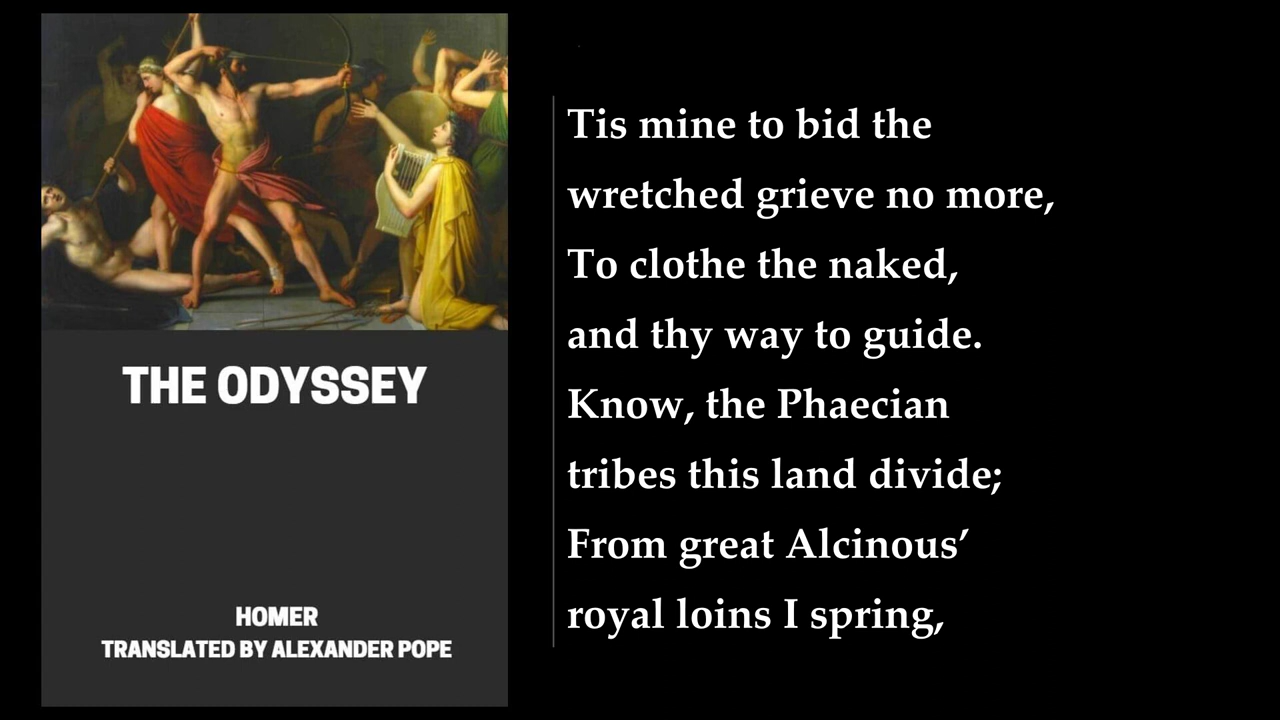 THE ODYSSEY
HOMER
TRANSLATED BY ALEXANDER POPE
Tis mine to bid the
wretched grieve no more,
To clothe the naked,
and thy way to guide.
Know, the Phaecian
tribes this land divide;
From great Alcinous’
royal loins I spring,